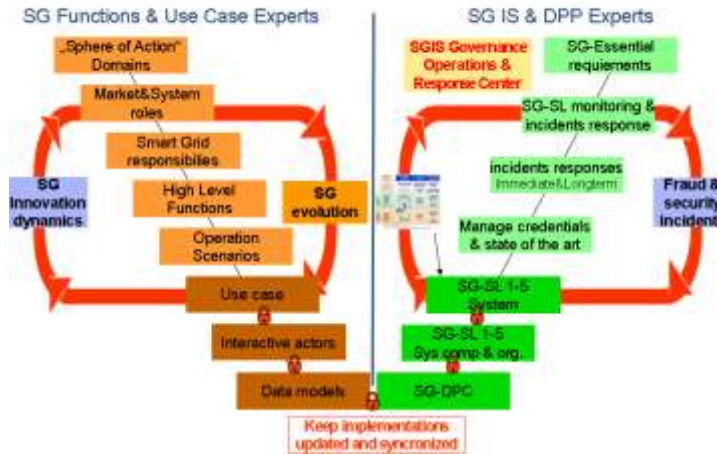 SG Functions & Use Case Experts
SG IS & DPP Experts
„Sphere of Action“
Domains
Market&System
roles
Smart Grid
responsibilies
High Level
Functions
Operation
Scenarios
SG
Innovation
dynamics
SG
evolution
Use case
Interactive actors
Data models
SGIS Governance
Operations &
Response Center
SG-Essential
requiements
SG-SL monitoring &
incidents response
incidents responses
Immediate&Longterm
Manage credentials
& state of the art
Fraud &
security
incident
SG-SL 1-5
System
SG-SL 1-5
Sys comp & org.
SG-DPC
Keep implementations
updated and syncronized